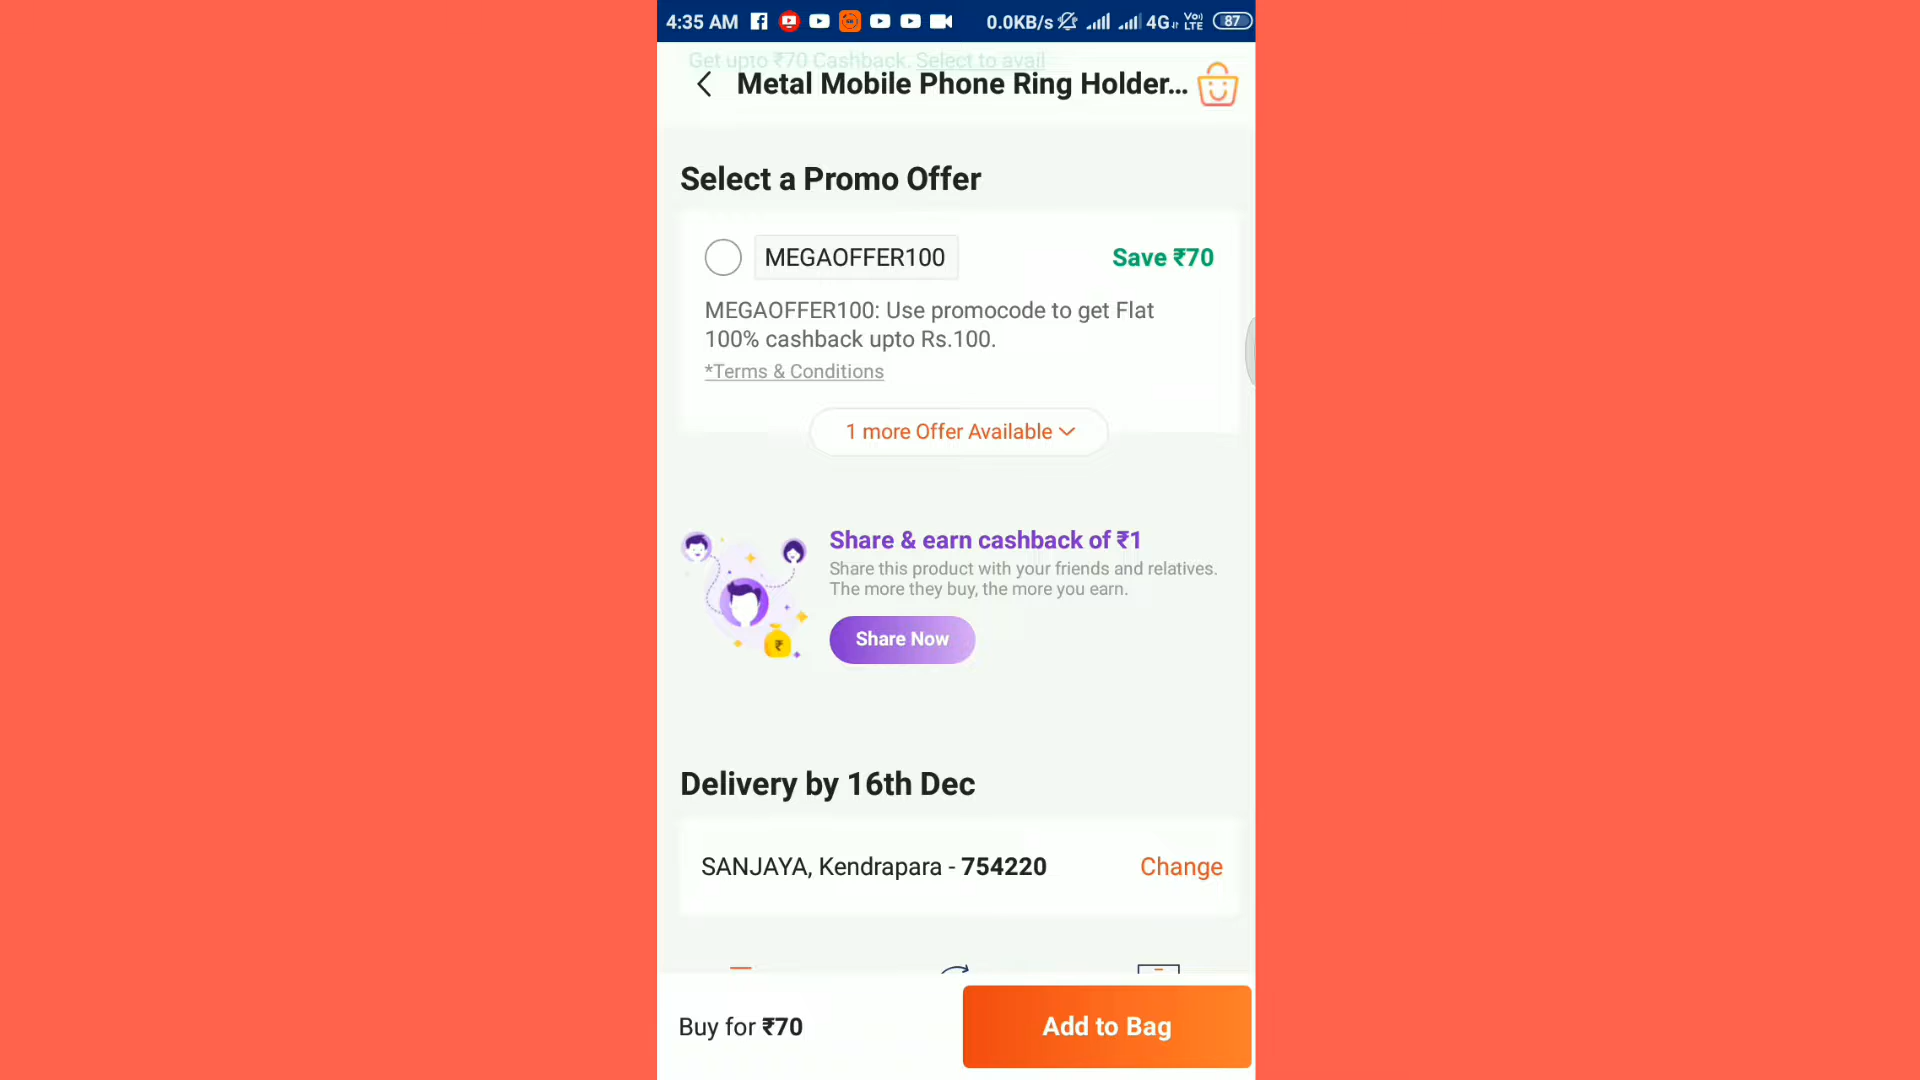 4:35 AM 0.0KB/s 4G Vo) LTE 87
Get upto ₹70 Cashback. Select to avail
Metal Mobile Phone Ring Holder...
Select a Promo Offer
MEGAOFFER100 Save ₹70
MEGAOFFER100: Use promocode to get Flat
100% cashback upto Rs.100.
*Terms & Conditions
1 more Offer Available
Share & earn cashback of ₹1
Share this product with your friends and relatives.
The more they buy, the more you earn.
Share Now
Delivery by 16th Dec
SANJAYA, Kendrapara - 754220 Change
Buy for ₹70 Add to Bag